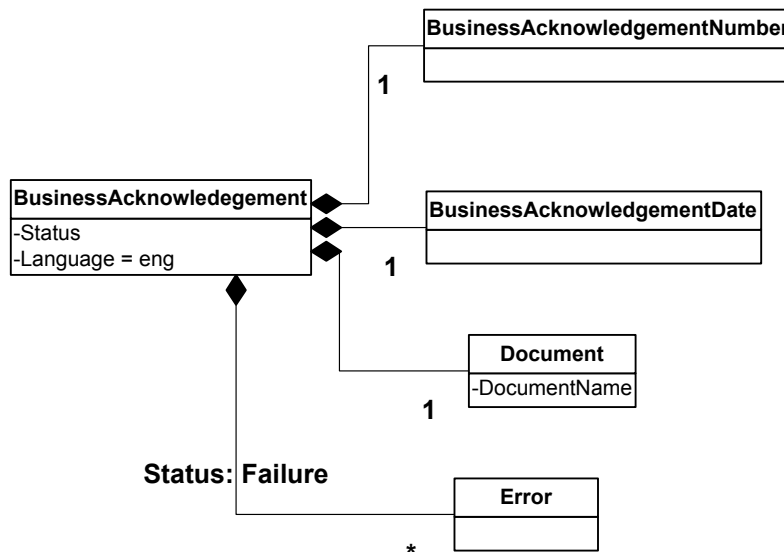 BusinessAcknowledgementNumber
1
BusinessAcknowledegement
-Status
-Language = eng
BusinessAcknowledgementDate
1
Document
-DocumentName
1
Status: Failure
Error
*